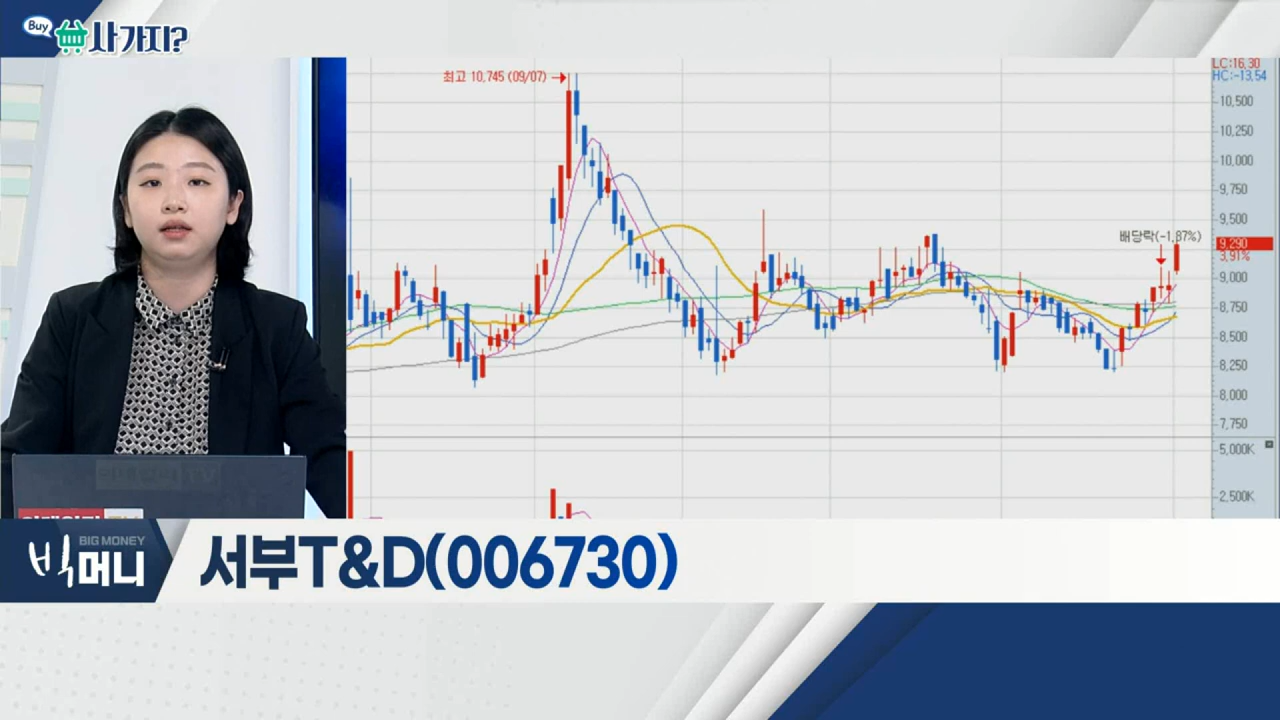 Buy
사가지?
최고 10,745 (09/07) →
LC:16.30
HC:-13.54
10,500
10,250
10,000
9,750
9,500
배당락(-1.87%)
9,290
3.91%
9,000
8,750
8,500
8,250
8,000
7,750
5,000K
2,500K
BIG MONEY
빅머니
서부T&D(006730)